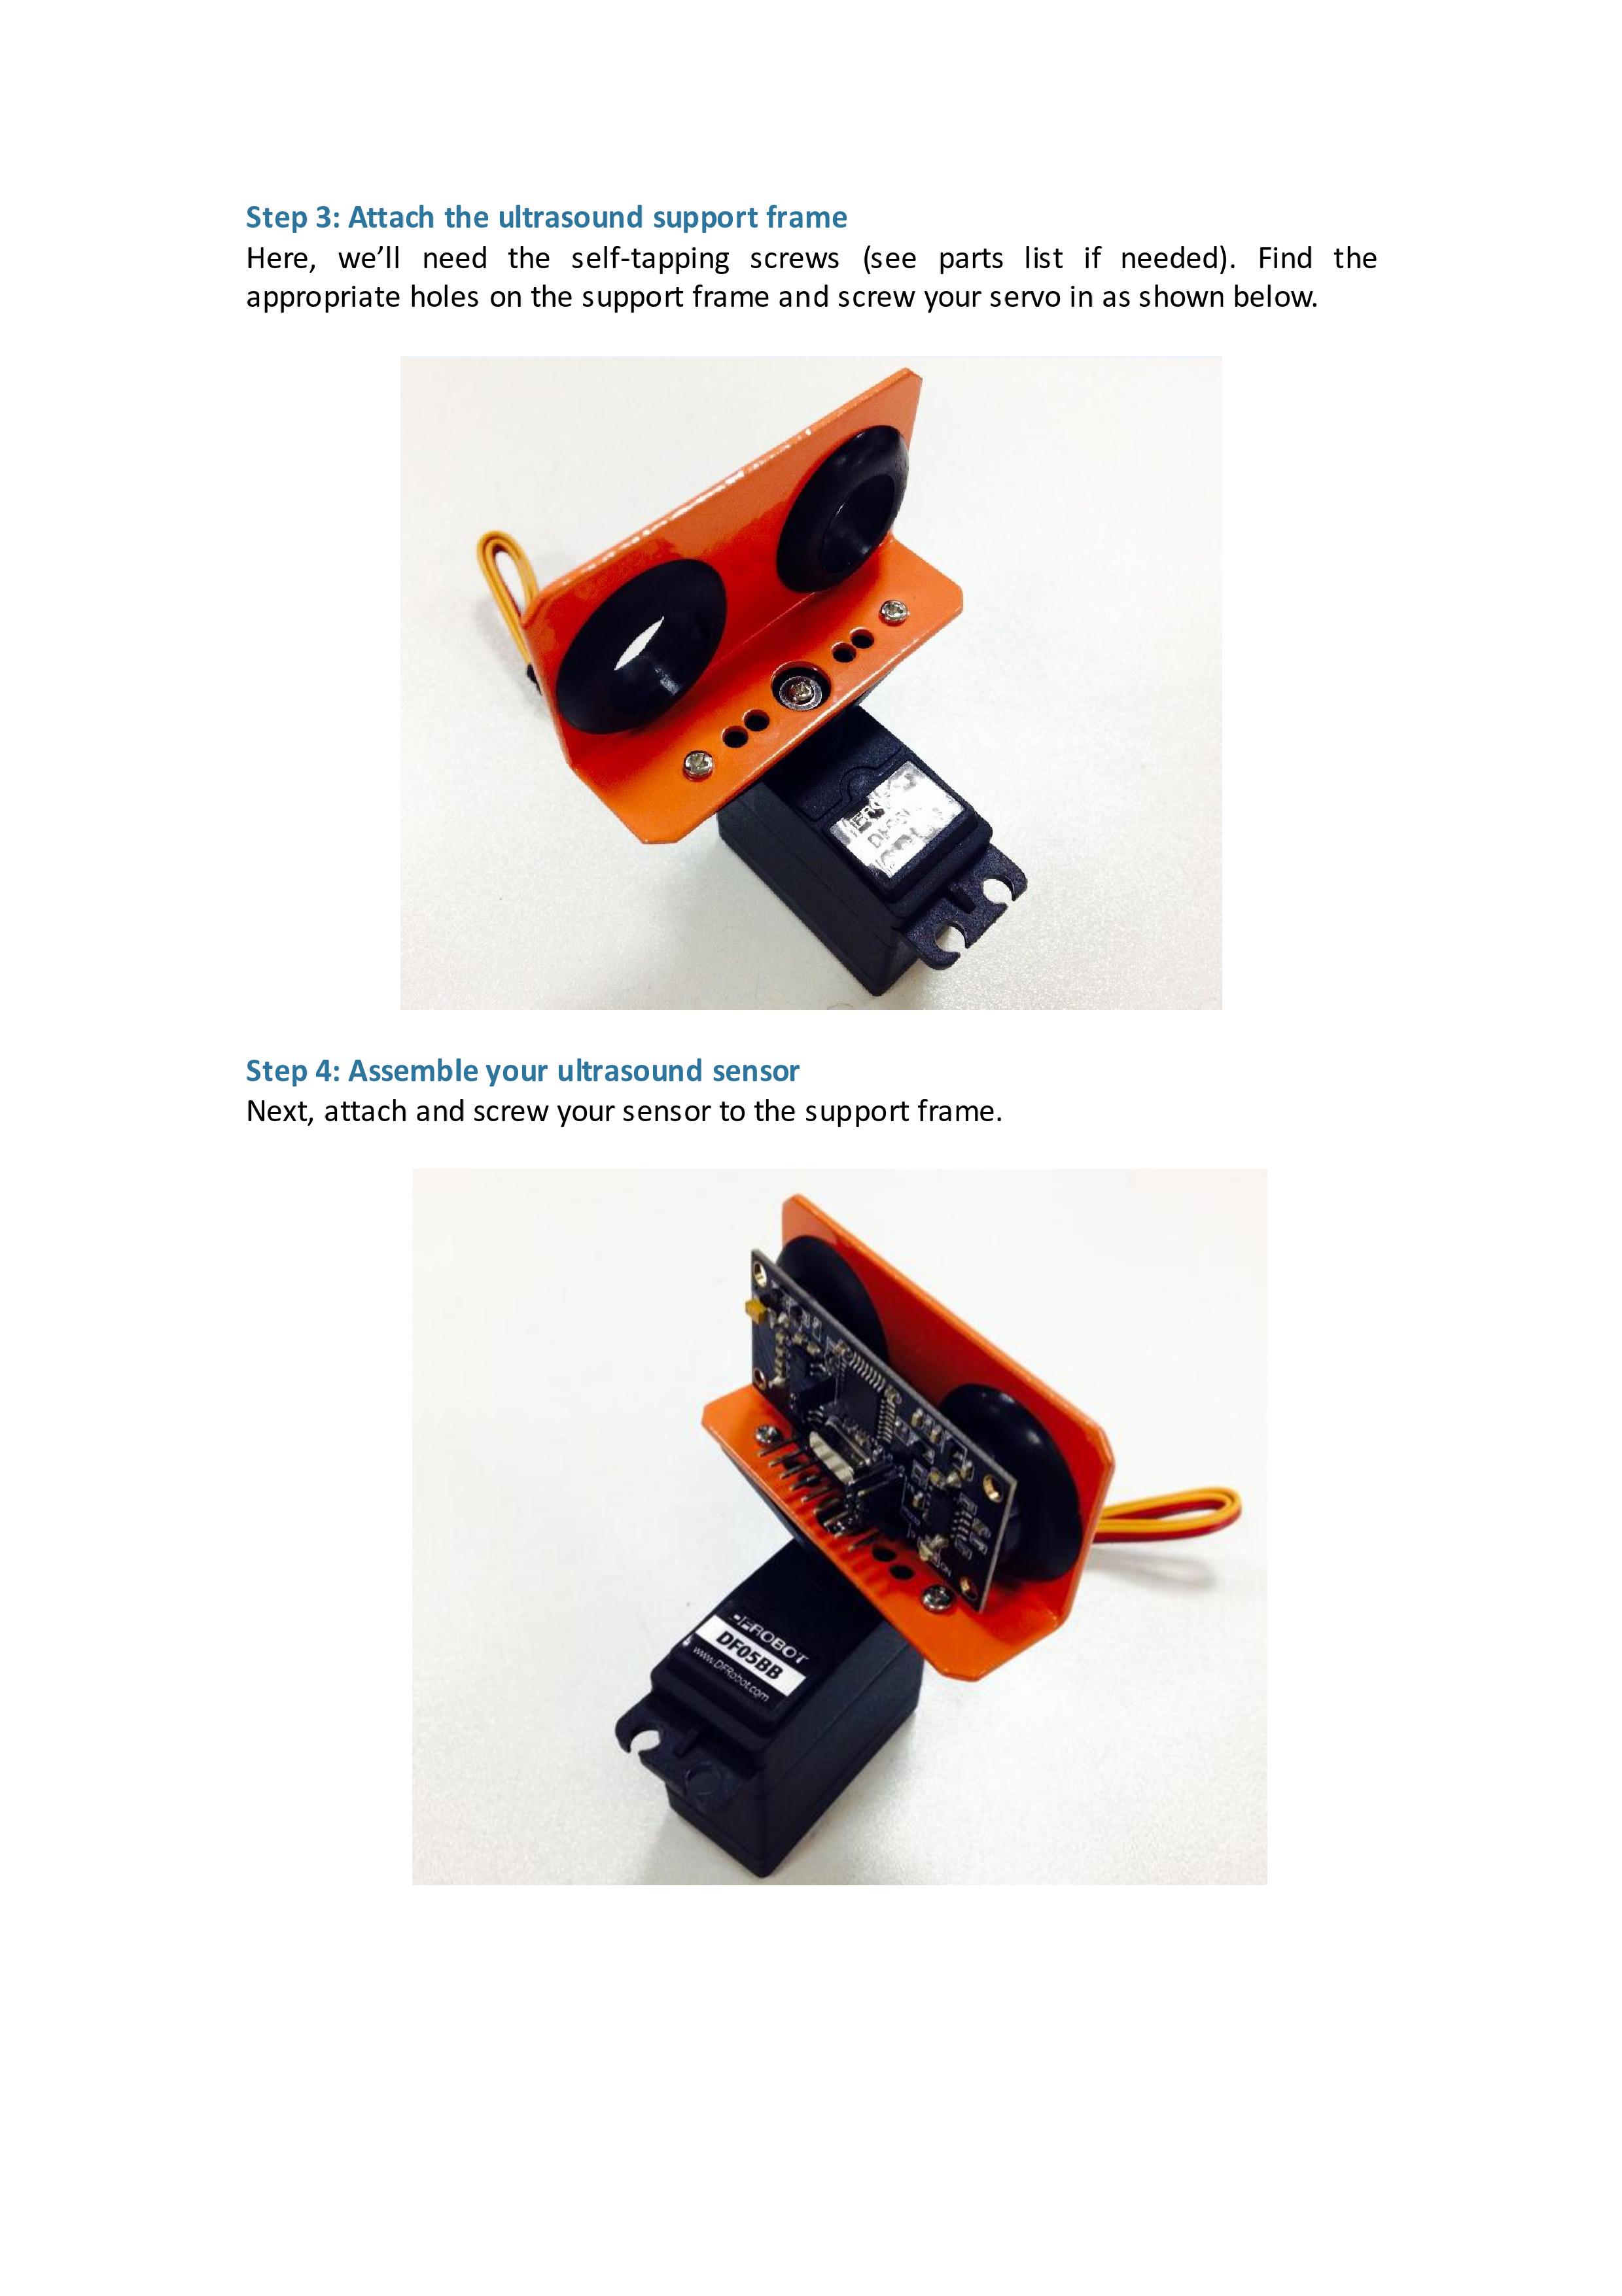 Step 3: Attach the ultrasound support frame
Here, we’ll need the self-tapping screws (see parts list if needed). Find the
appropriate holes on the support frame and screw your servo in as shown below.
Step 4: Assemble your ultrasound sensor
Next, attach and screw your sensor to the support frame.
DFROBOT
DF05BB
www.DFRobot.com